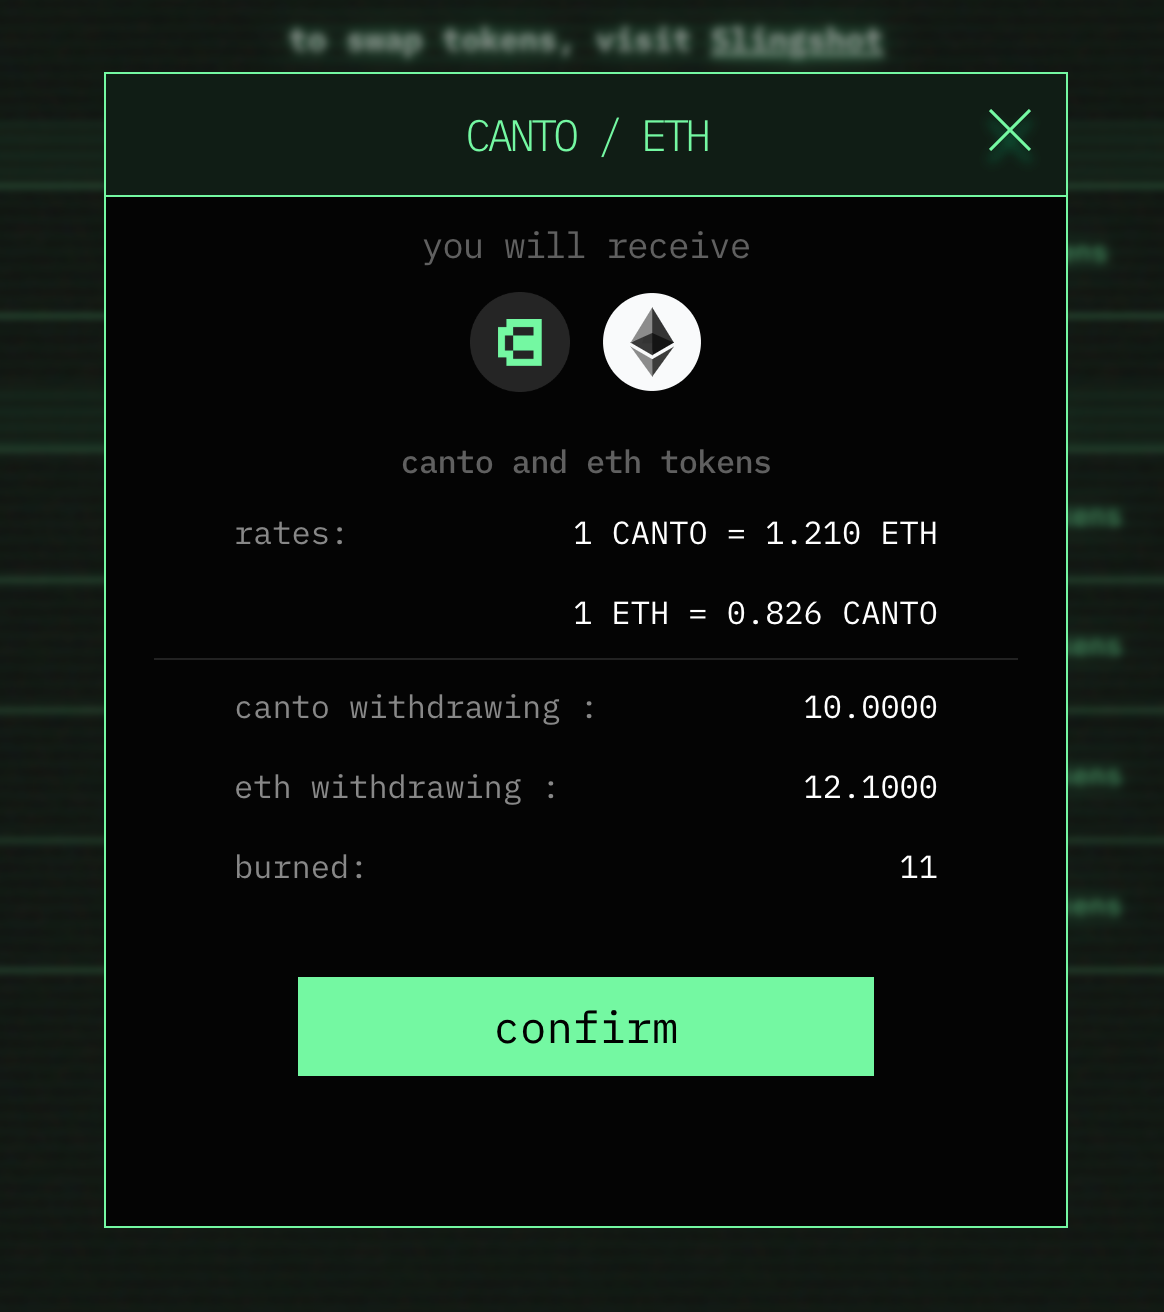 to swap tokens, visit Slingshot
CANTO / ETH
you will receive
canto and eth tokens
rates: 1 CANTO = 1.210 ETH
1 ETH = 0.826 CANTO
canto withdrawing : 10.0000
eth withdrawing : 12.1000
burned: 11
confirm